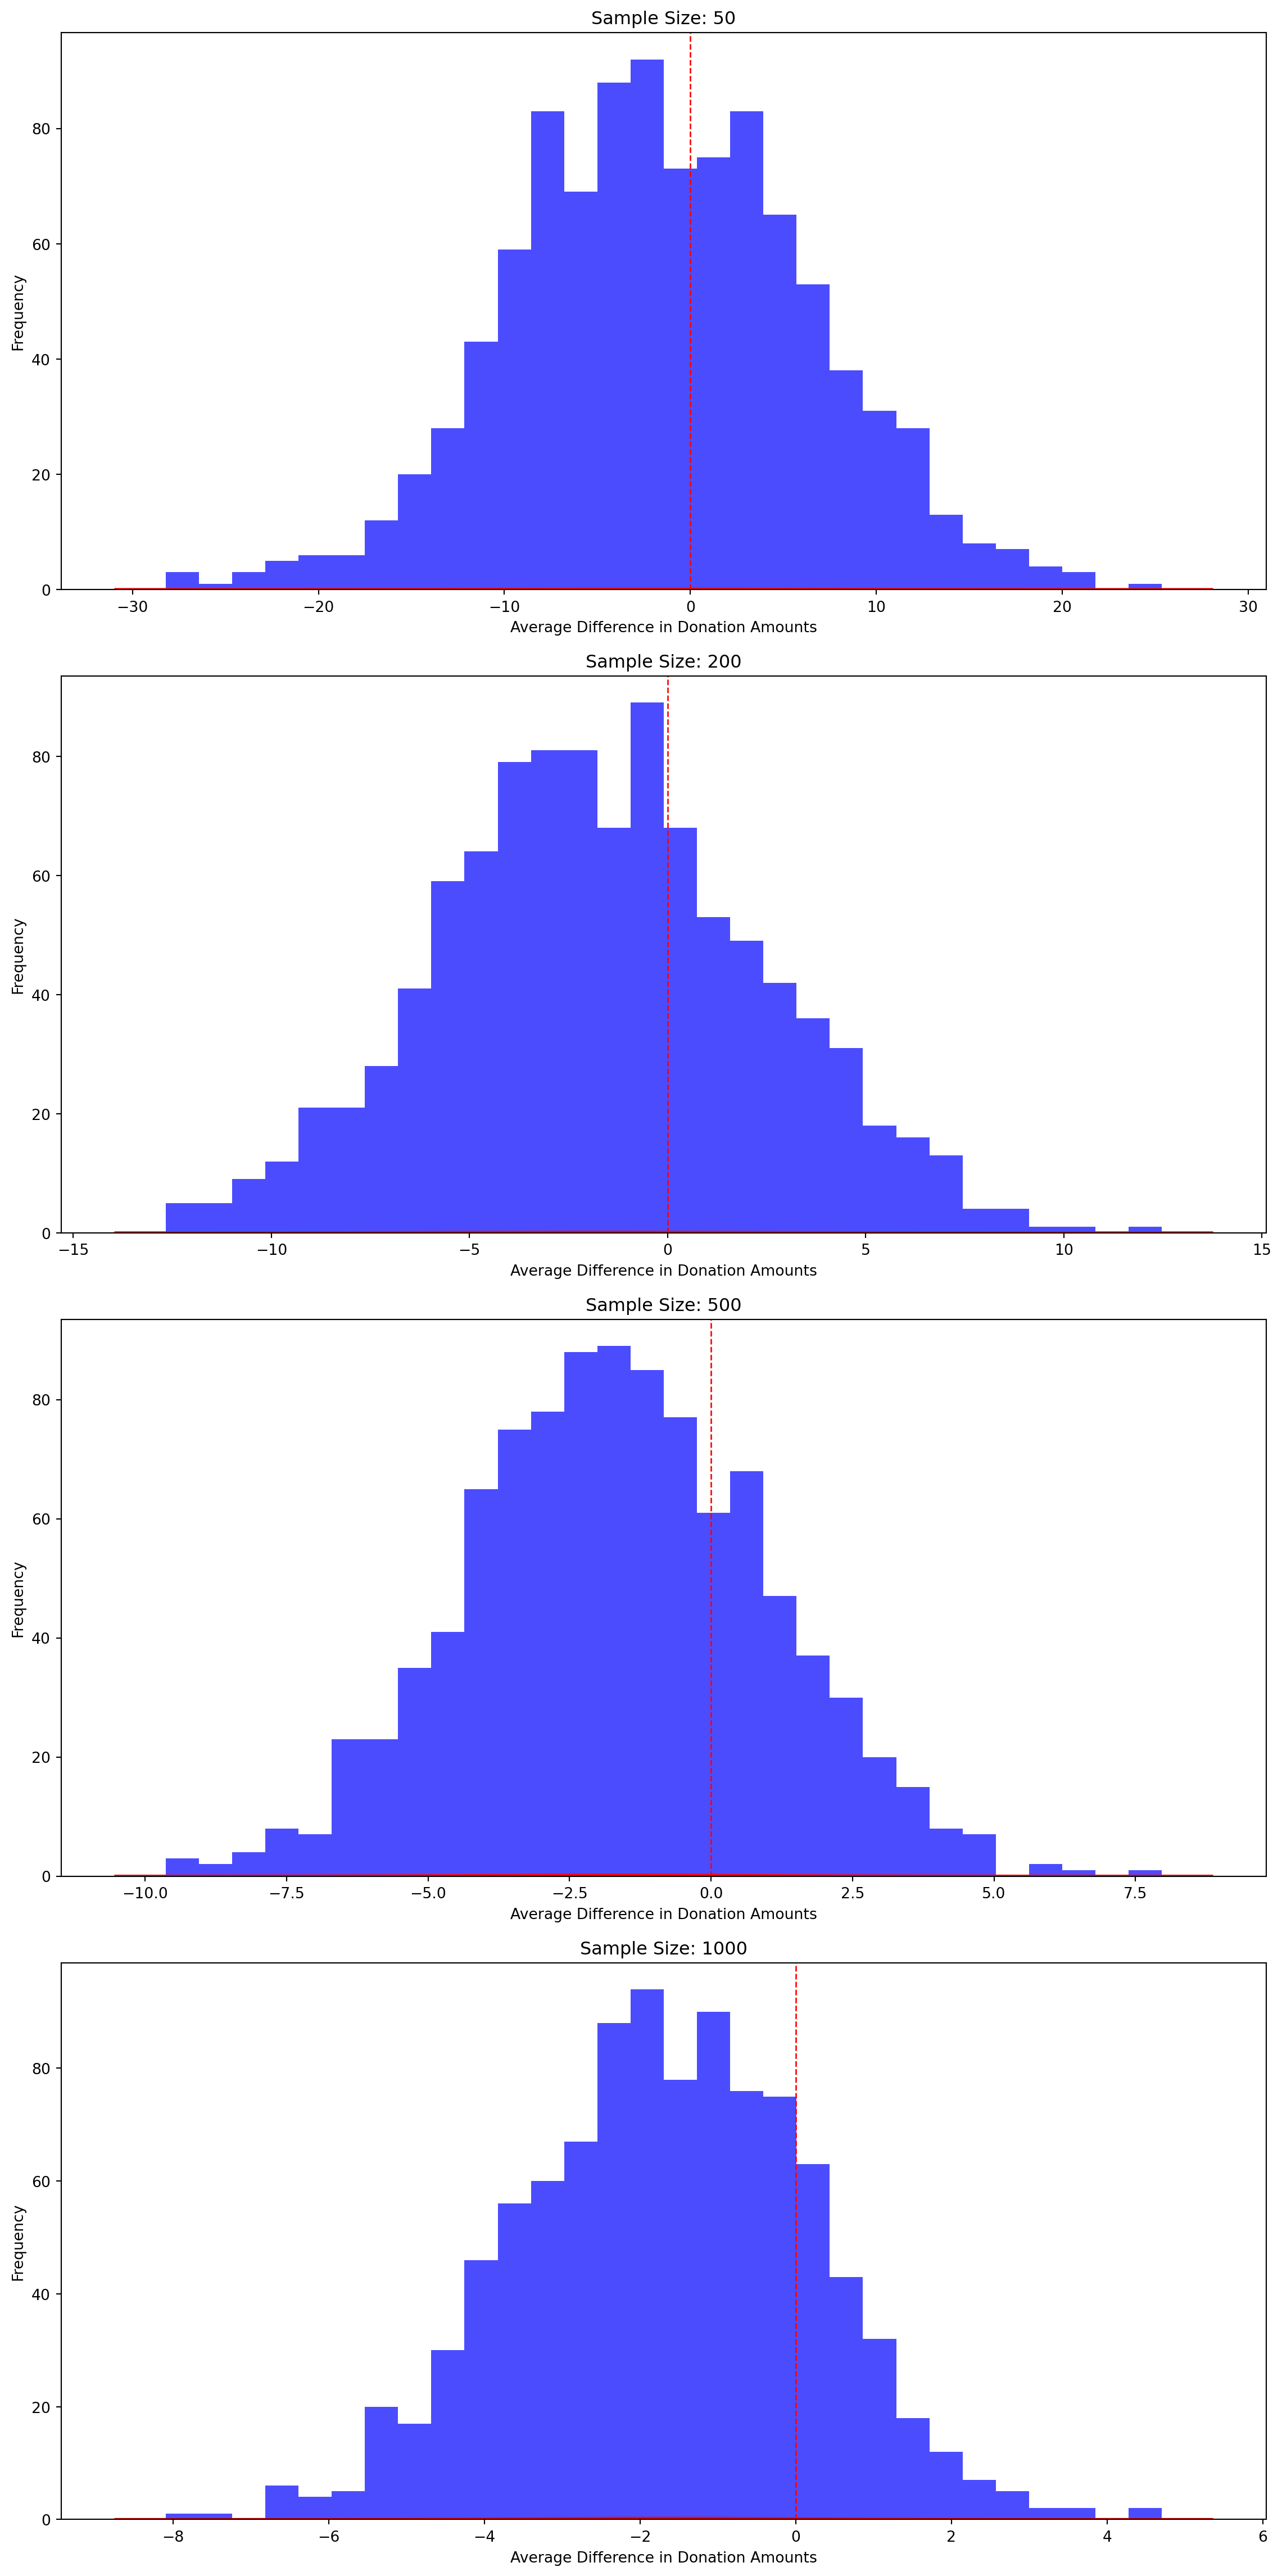 Sample Size: 50
80
60
40
20
0
Frequency
−30 −20 −10 0 10 20 30
Average Difference in Donation Amounts
Sample Size: 200
80
60
40
20
0
Frequency
−15 −10 −5 0 5 10 15
Average Difference in Donation Amounts
Sample Size: 500
80
60
40
20
0
Frequency
−10.0 −7.5 −5.0 −2.5 0.0 2.5 5.0 7.5
Average Difference in Donation Amounts
Sample Size: 1000
80
60
40
20
0
Frequency
−8 −6 −4 −2 0 2 4 6
Average Difference in Donation Amounts